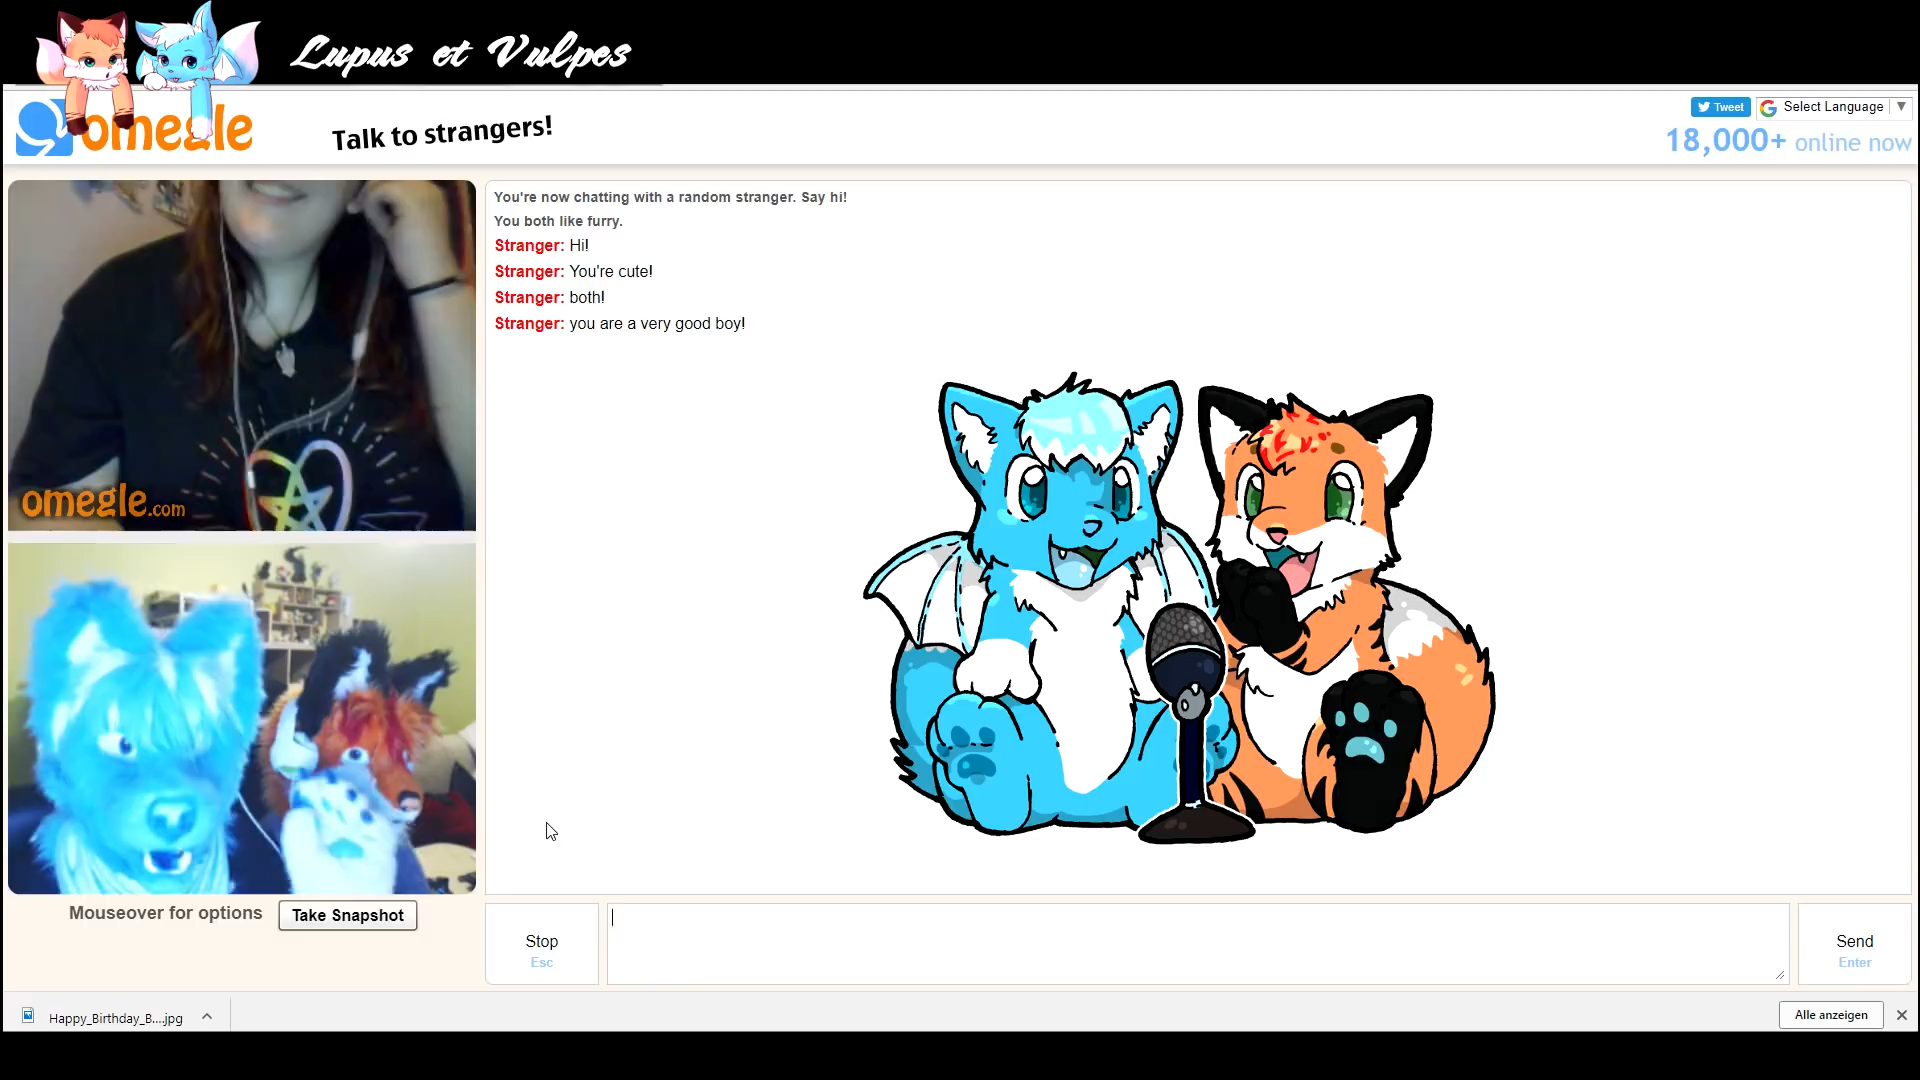 Lupus et Vulpes
omegle
Talk to strangers!
Tweet
Select Language
18,000+ online now
You're now chatting with a random stranger. Say hi!
You both like furry.
Stranger: Hi!
Stranger: You're cute!
Stranger: both!
Stranger: you are a very good boy!
omegle.com
Mouseover for options
Take Snapshot
Stop
Esc
Send
Enter
Happy_Birthday_B....jpg
Alle anzeigen